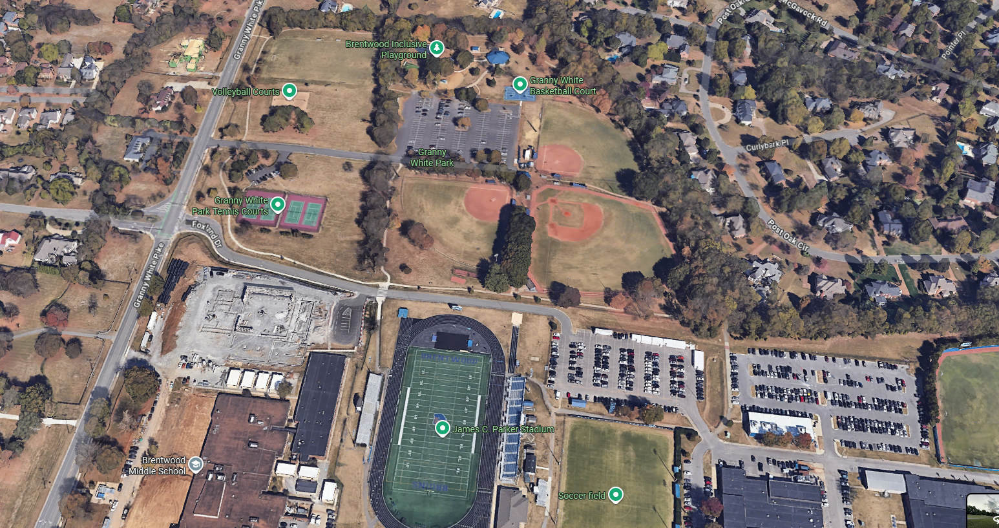 Granny White Pike
Post Oak C
McGavock Rd
Pointer Pl
Brentwood Inclusive
Playground
Volleyball Courts
Granny White
Basketball Court
Granny
White Park
Curlybark Pl
Granny White
Park Tennis Courts
Foxland Dr
Post Oak Cir
Granny White Pike
BRENTWOOD
James C. Parker Stadium
Brentwood
Middle School
Soccer field
BRUINS